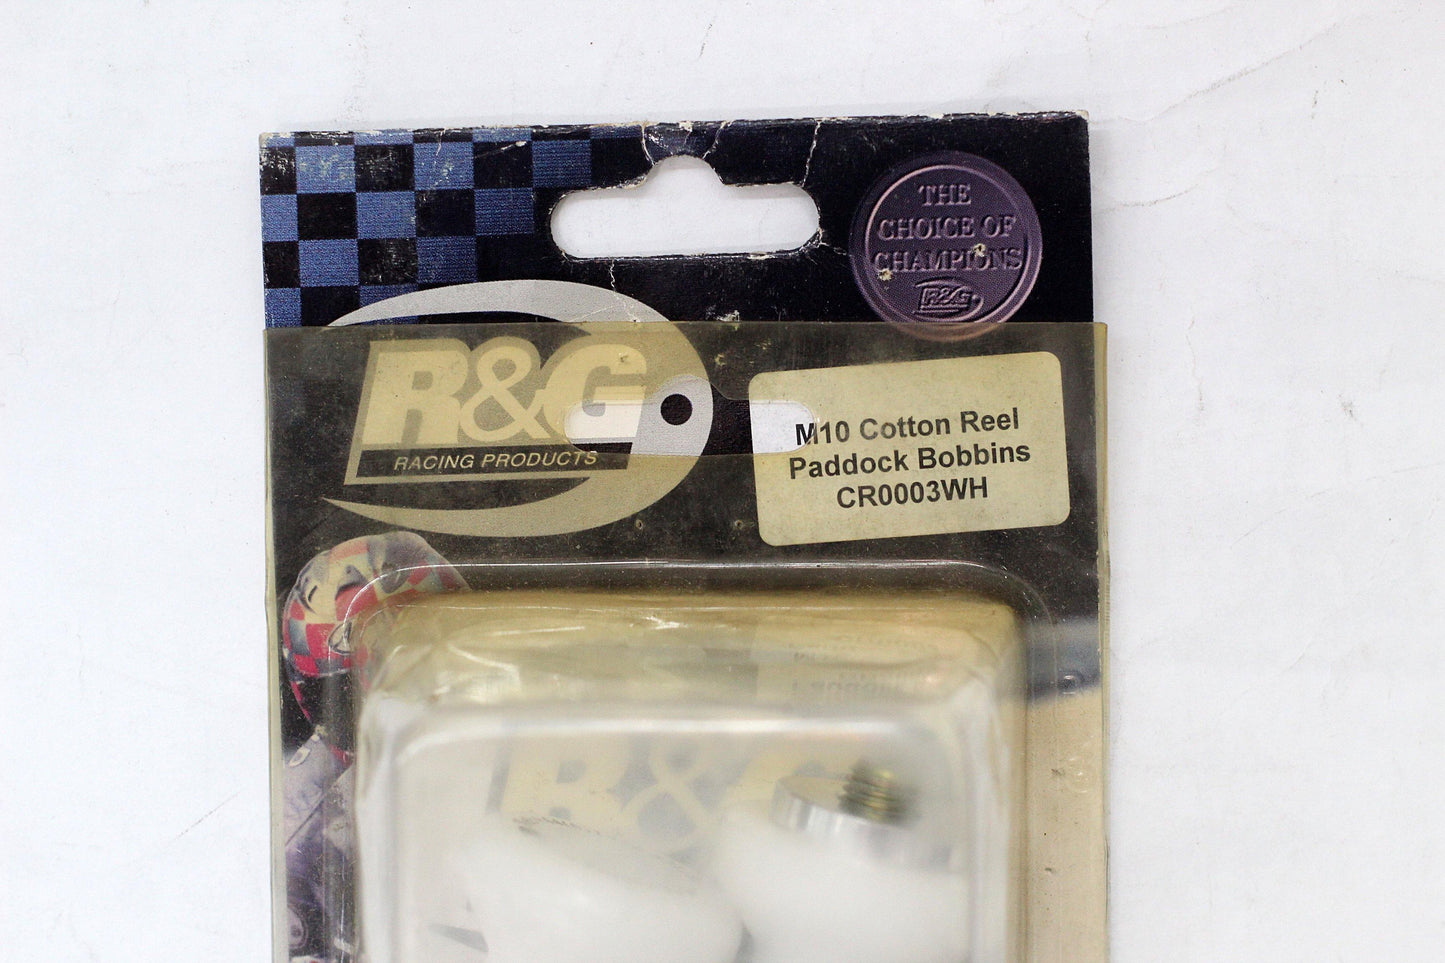 THE
CHOICE OF
CHAMPIONS
R&G
R&G
RACING PRODUCTS
M10 Cotton Reel
Paddock Bobbins
CR0003WH
R&G